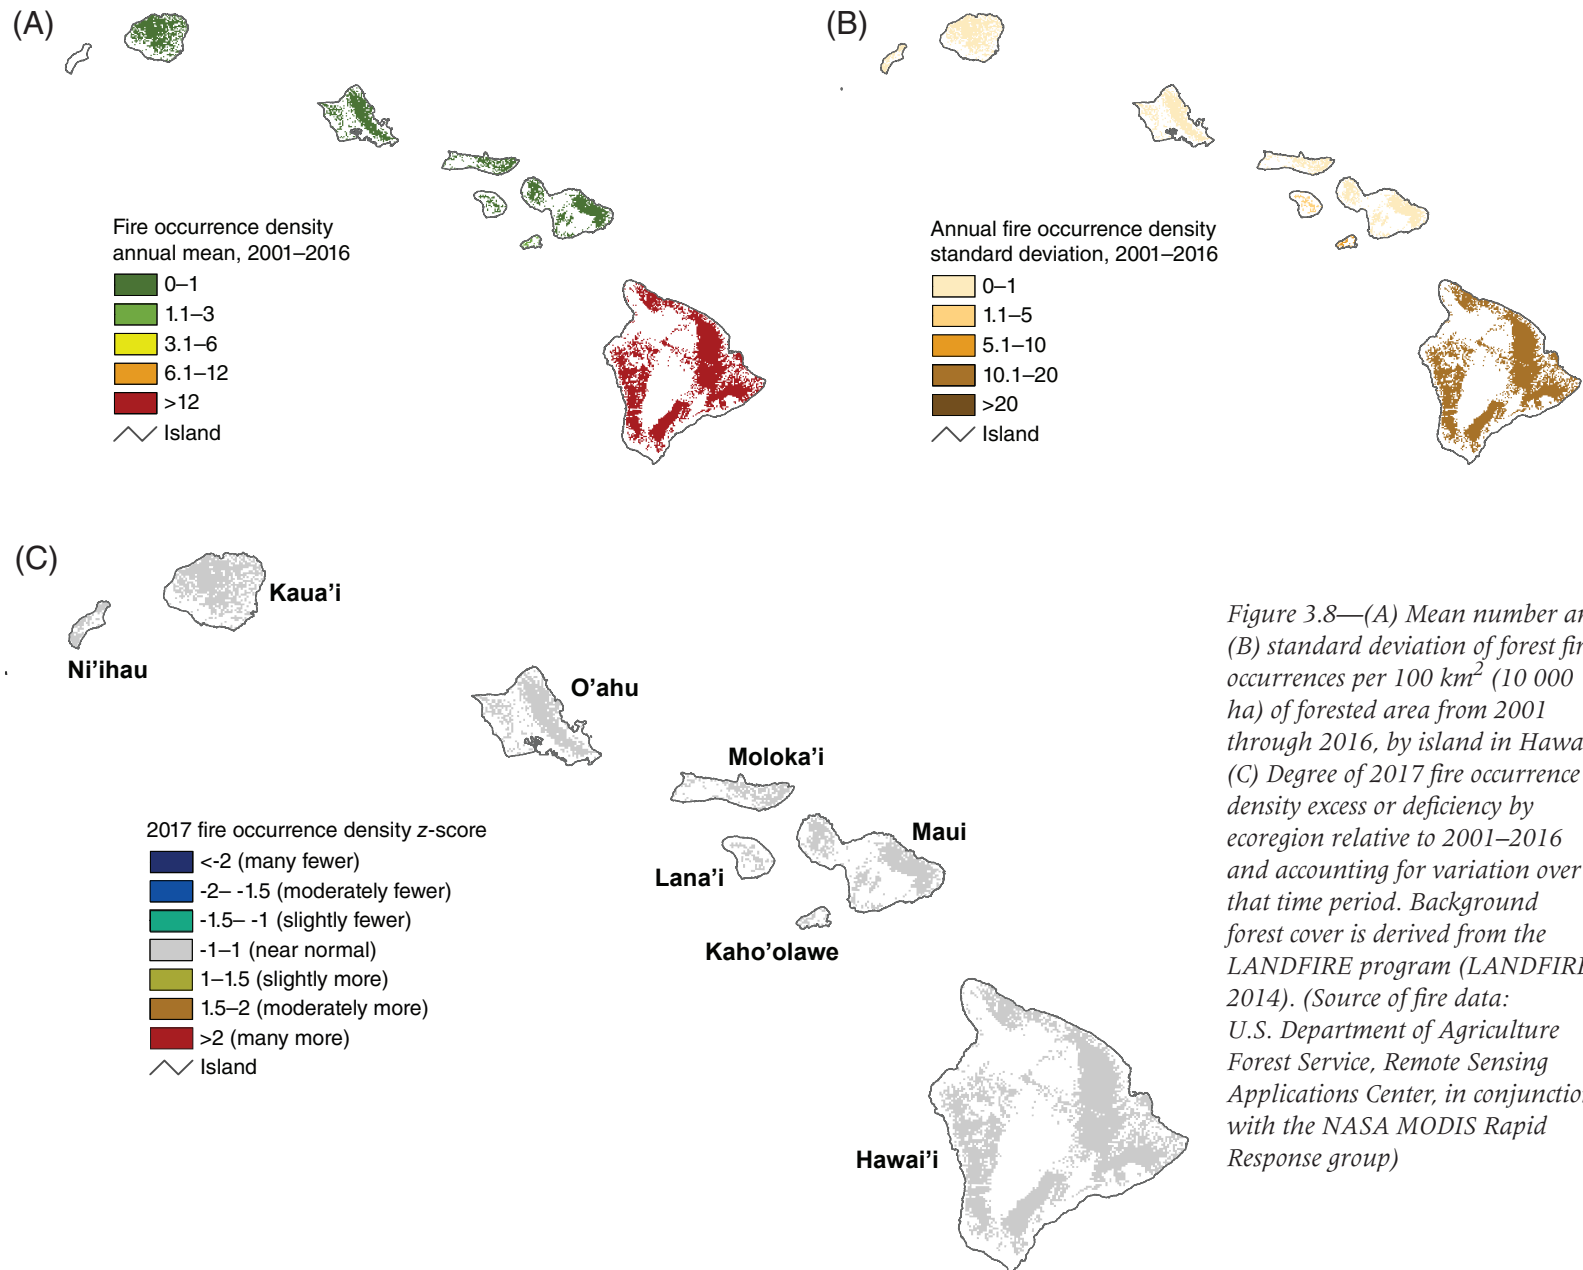 (A)
Fire occurrence density
annual mean, 2001–2016
0–1
1.1–3
3.1–6
6.1–12
>12
Island
(B)
Annual fire occurrence density
standard deviation, 2001–2016
0–1
1.1–5
5.1–10
10.1–20
>20
Island
(C)
Kaua'i
Ni'ihau
O'ahu
Moloka'i
Maui
Lana'i
Kaho'olawe
Hawai'i
2017 fire occurrence density z-score
<-2 (many fewer)
-2– -1.5 (moderately fewer)
-1.5– -1 (slightly fewer)
-1–1 (near normal)
1–1.5 (slightly more)
1.5–2 (moderately more)
>2 (many more)
Island
Figure 3.8—(A) Mean number
(B) standard deviation of forest
occurrences per 100 km² (10 000
ha) of forested area from 2001
through 2016, by island in
(C) Degree of 2017 fire occurrence
density excess or deficiency by
ecoregion relative to 2001–2016
and accounting for variation over
that time period. Background
forest cover is derived from the
LANDFIRE program (LANDFIRE
2014). (Source of fire data:
U.S. Department of Agriculture
Forest Service, Remote Sensing
Applications Center, in
with the NASA MODIS Rapid
Response group)